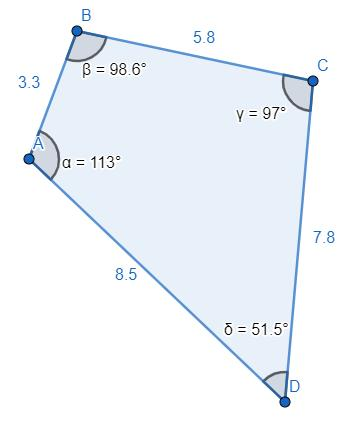 B
5.8
3.3
β = 98.6°
C
γ = 97°
A
α = 113°
7.8
8.5
δ = 51.5°
D